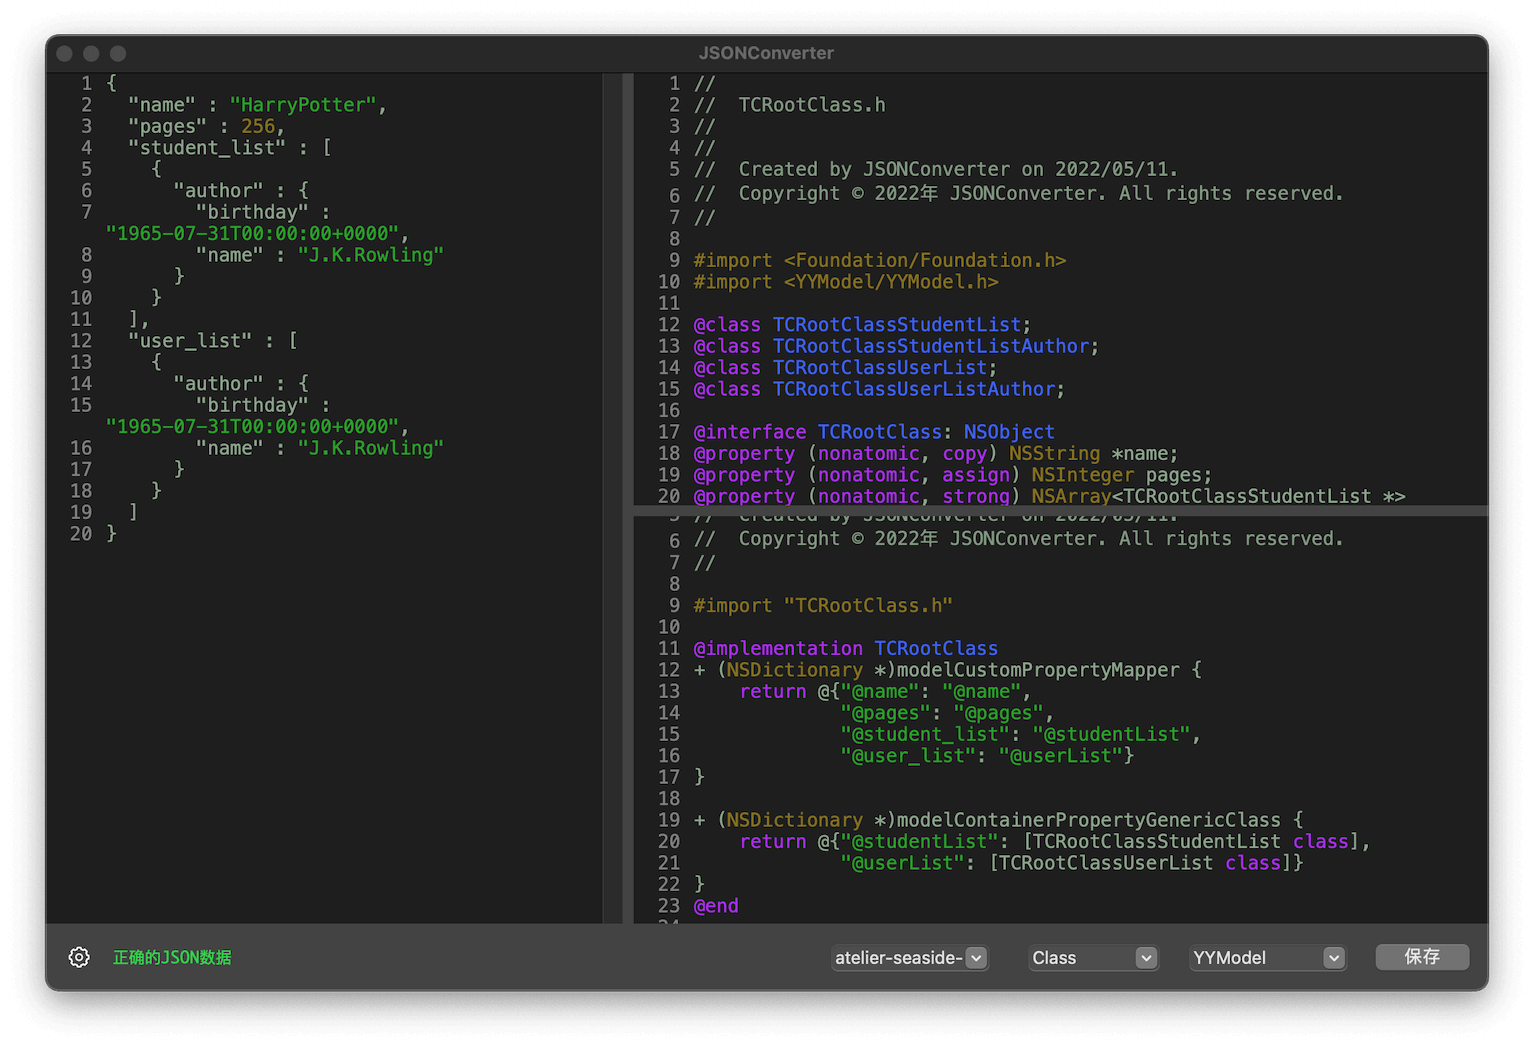 JSONConverter
1 {
2   "name" : "HarryPotter",
3   "pages" : 256,
4   "student_list" : [
5     {
6       "author" : {
7         "birthday" :
"1965-07-31T00:00:00+0000",
8         "name" : "J.K.Rowling"
9       }
10     }
11   ],
12   "user_list" : [
13     {
14       "author" : {
15         "birthday" :
"1965-07-31T00:00:00+0000",
16         "name" : "J.K.Rowling"
17       }
18     }
19   ]
20 }
1 //
2 //  TCRootClass.h
3 //
4 //
5 //  Created by JSONConverter on 2022/05/11.
6 //  Copyright © 2022年 JSONConverter. All rights reserved.
7 //
8
9 #import <Foundation/Foundation.h>
10 #import <YYModel/YYModel.h>
11
12 @class TCRootClassStudentList;
13 @class TCRootClassStudentListAuthor;
14 @class TCRootClassUserList;
15 @class TCRootClassUserListAuthor;
16
17 @interface TCRootClass: NSObject
18 @property (nonatomic, copy) NSString *name;
19 @property (nonatomic, assign) NSInteger pages;
20 @property (nonatomic, strong) NSArray<TCRootClassStudentList *>
5 //  Created by JSONConverter on 2022/05/11.
6 //  Copyright © 2022年 JSONConverter. All rights reserved.
7 //
8
9 #import "TCRootClass.h"
10
11 @implementation TCRootClass
12 + (NSDictionary *)modelCustomPropertyMapper {
13     return @{"@name": "@name",
14              "@pages": "@pages",
15              "@student_list": "@studentList",
16              "@user_list": "@userList"}
17 }
18
19 + (NSDictionary *)modelContainerPropertyGenericClass {
20     return @{"@studentList": [TCRootClassStudentList class],
21              "@userList": [TCRootClassUserList class]}
22 }
23 @end
24
正确的JSON数据
atelier-seaside-
Class
YYModel
保存